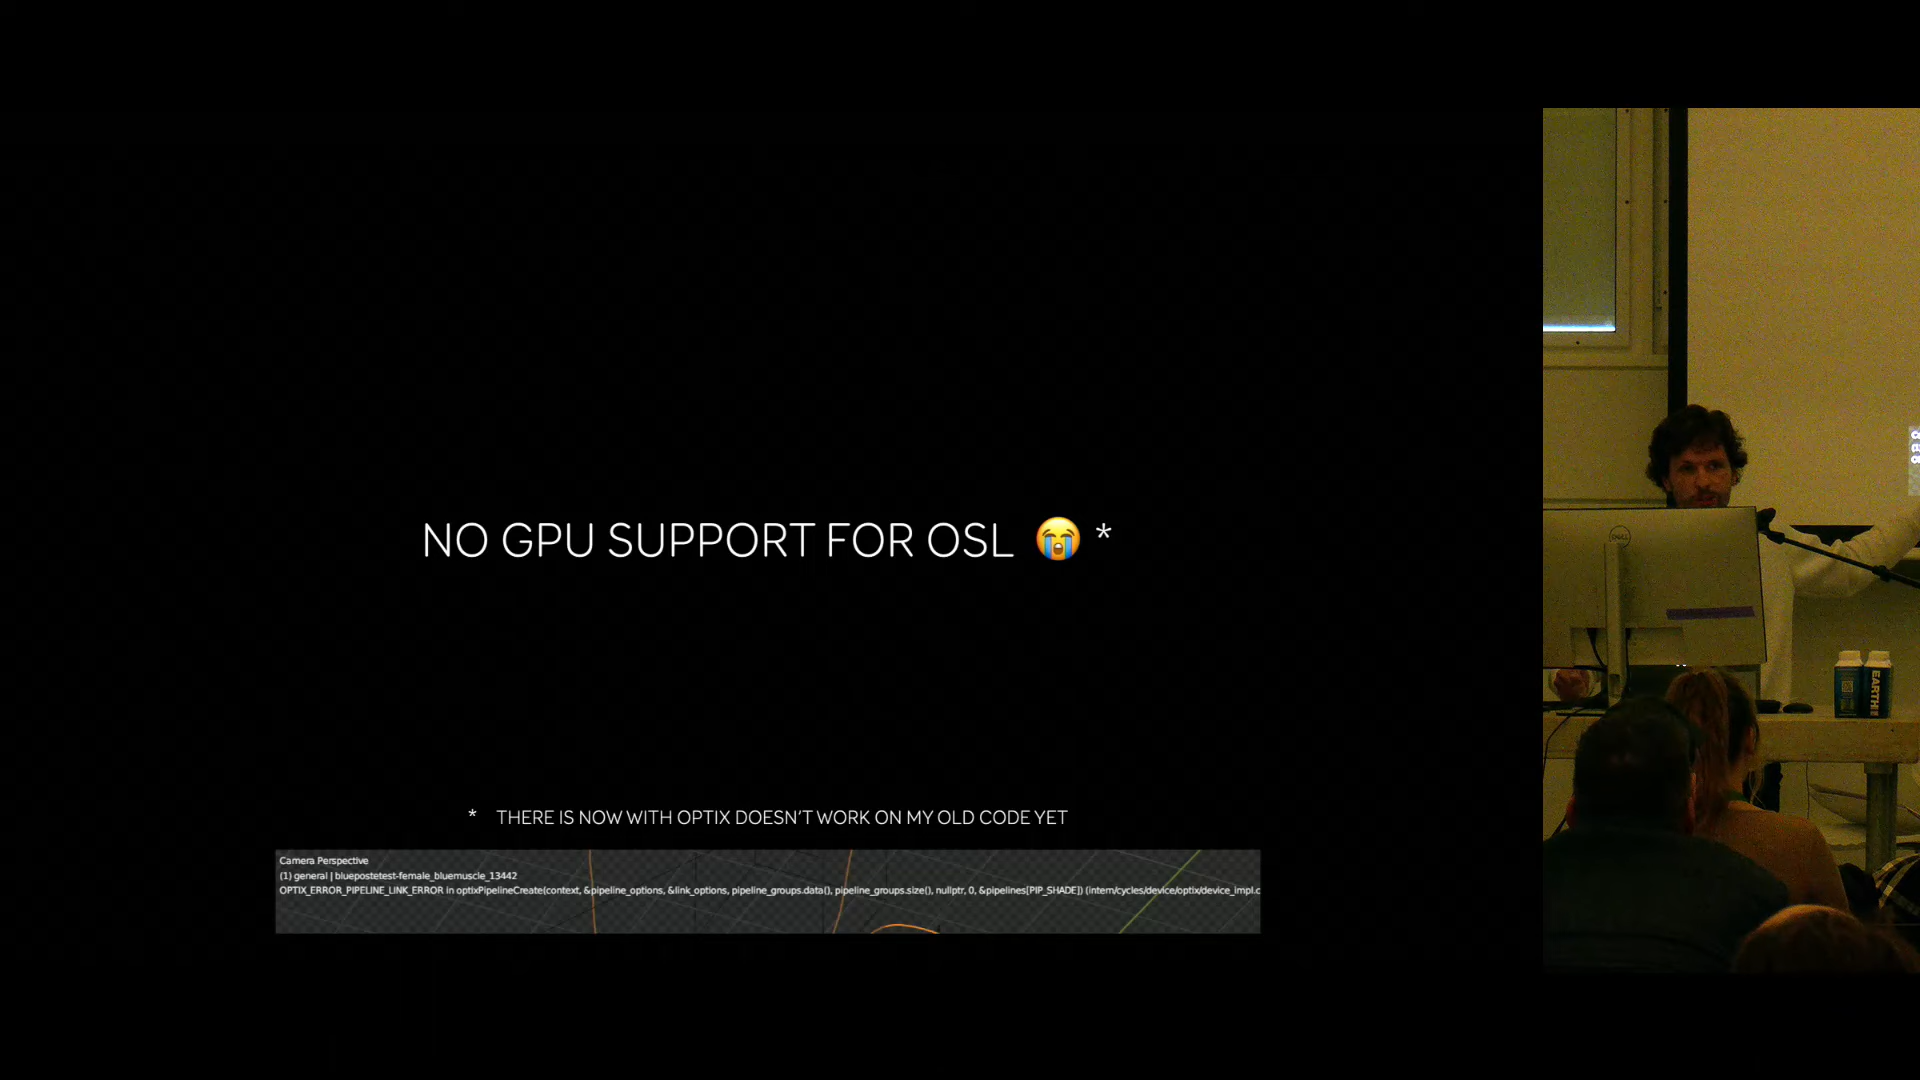 NO GPU SUPPORT FOR OSL 😭 *
* THERE IS NOW WITH OPTIX DOESN'T WORK ON MY OLD CODE YET
Camera Perspective
(1) general | bluepostetest-female_bluemuscle_13442
OPTIX_ERROR_PIPELINE_LINK_ERROR in optixPipelineCreate(context, &pipeline_options, &link_options, pipeline_groups.data(), pipeline_groups.size(), nullptr, 0, &pipelines[PIP_SHADE]) (intern/cycles/device/optix/device_impl.c
DELL
EARTH